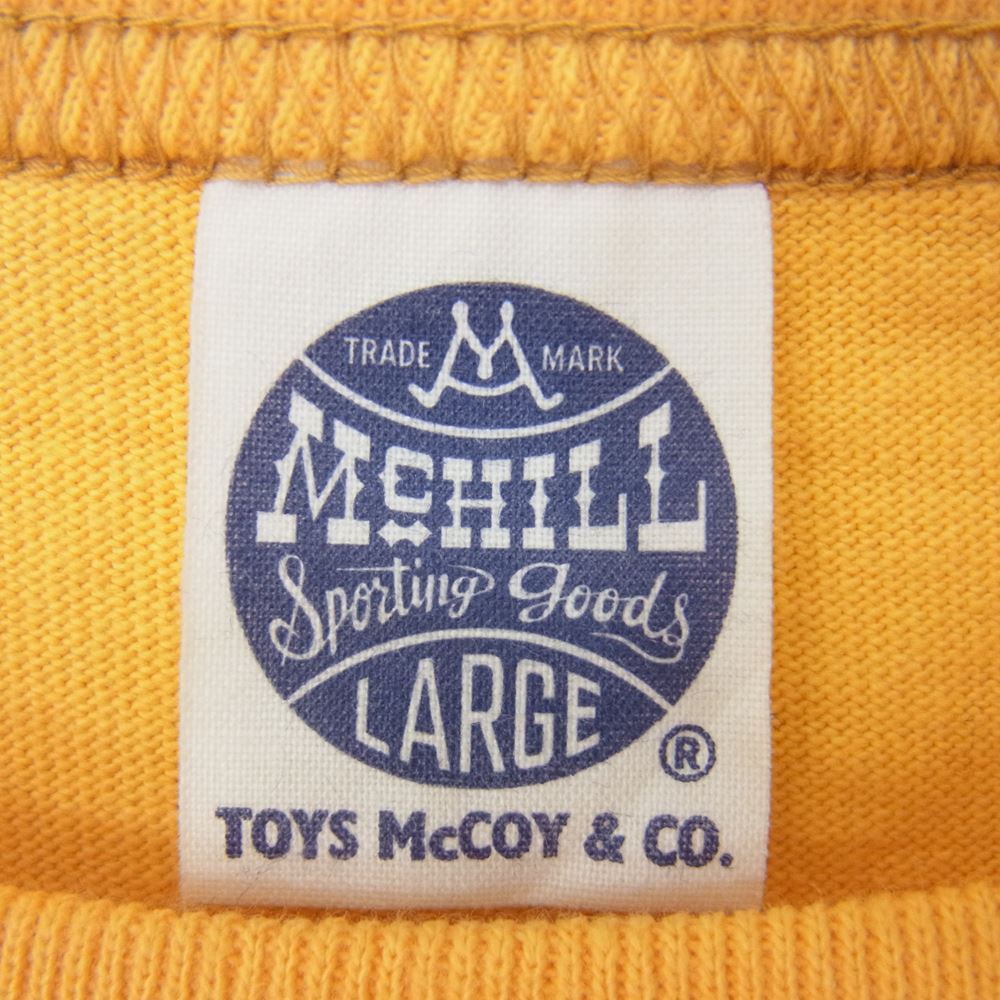 TRADE M MARK
McHILL
Sporting Goods
LARGE
®
TOYS McCOY & CO.